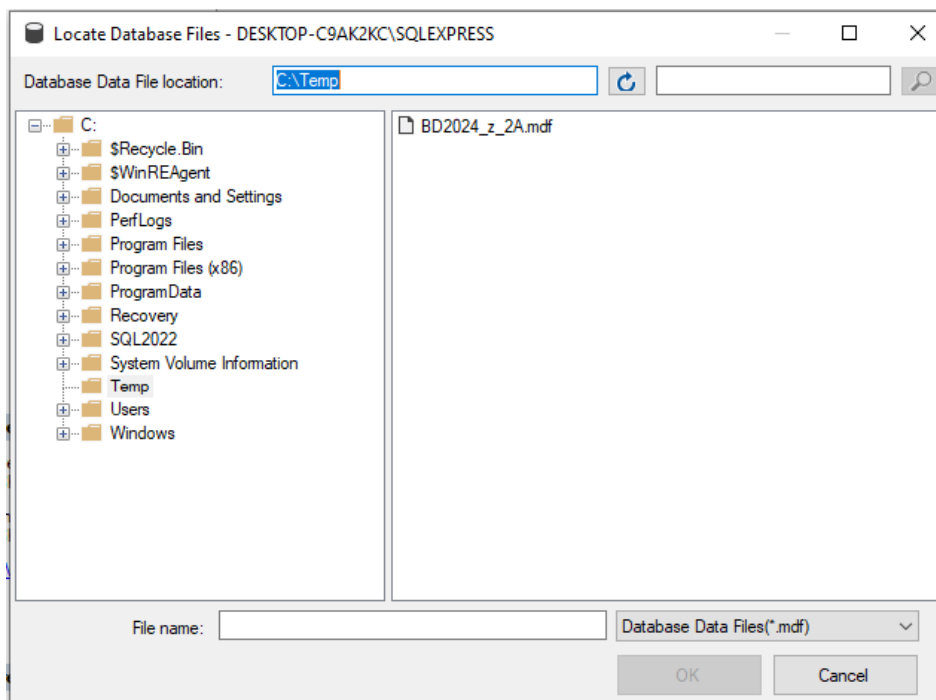 Locate Database Files - DESKTOP-C9AK2KC\SQLEXPRESS
Database Data File location: C:\Temp
C:
$Recycle.Bin
$WinREAgent
Documents and Settings
PerfLogs
Program Files
Program Files (x86)
ProgramData
Recovery
SQL2022
System Volume Information
Temp
Users
Windows
BD2024_z_2A.mdf
File name:
Database Data Files(*.mdf)
OK
Cancel